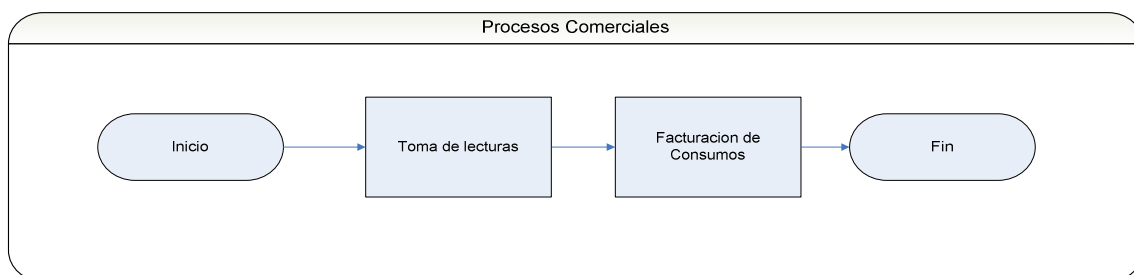 Procesos Comerciales
Inicio
Toma de lecturas
Facturacion de
Consumos
Fin